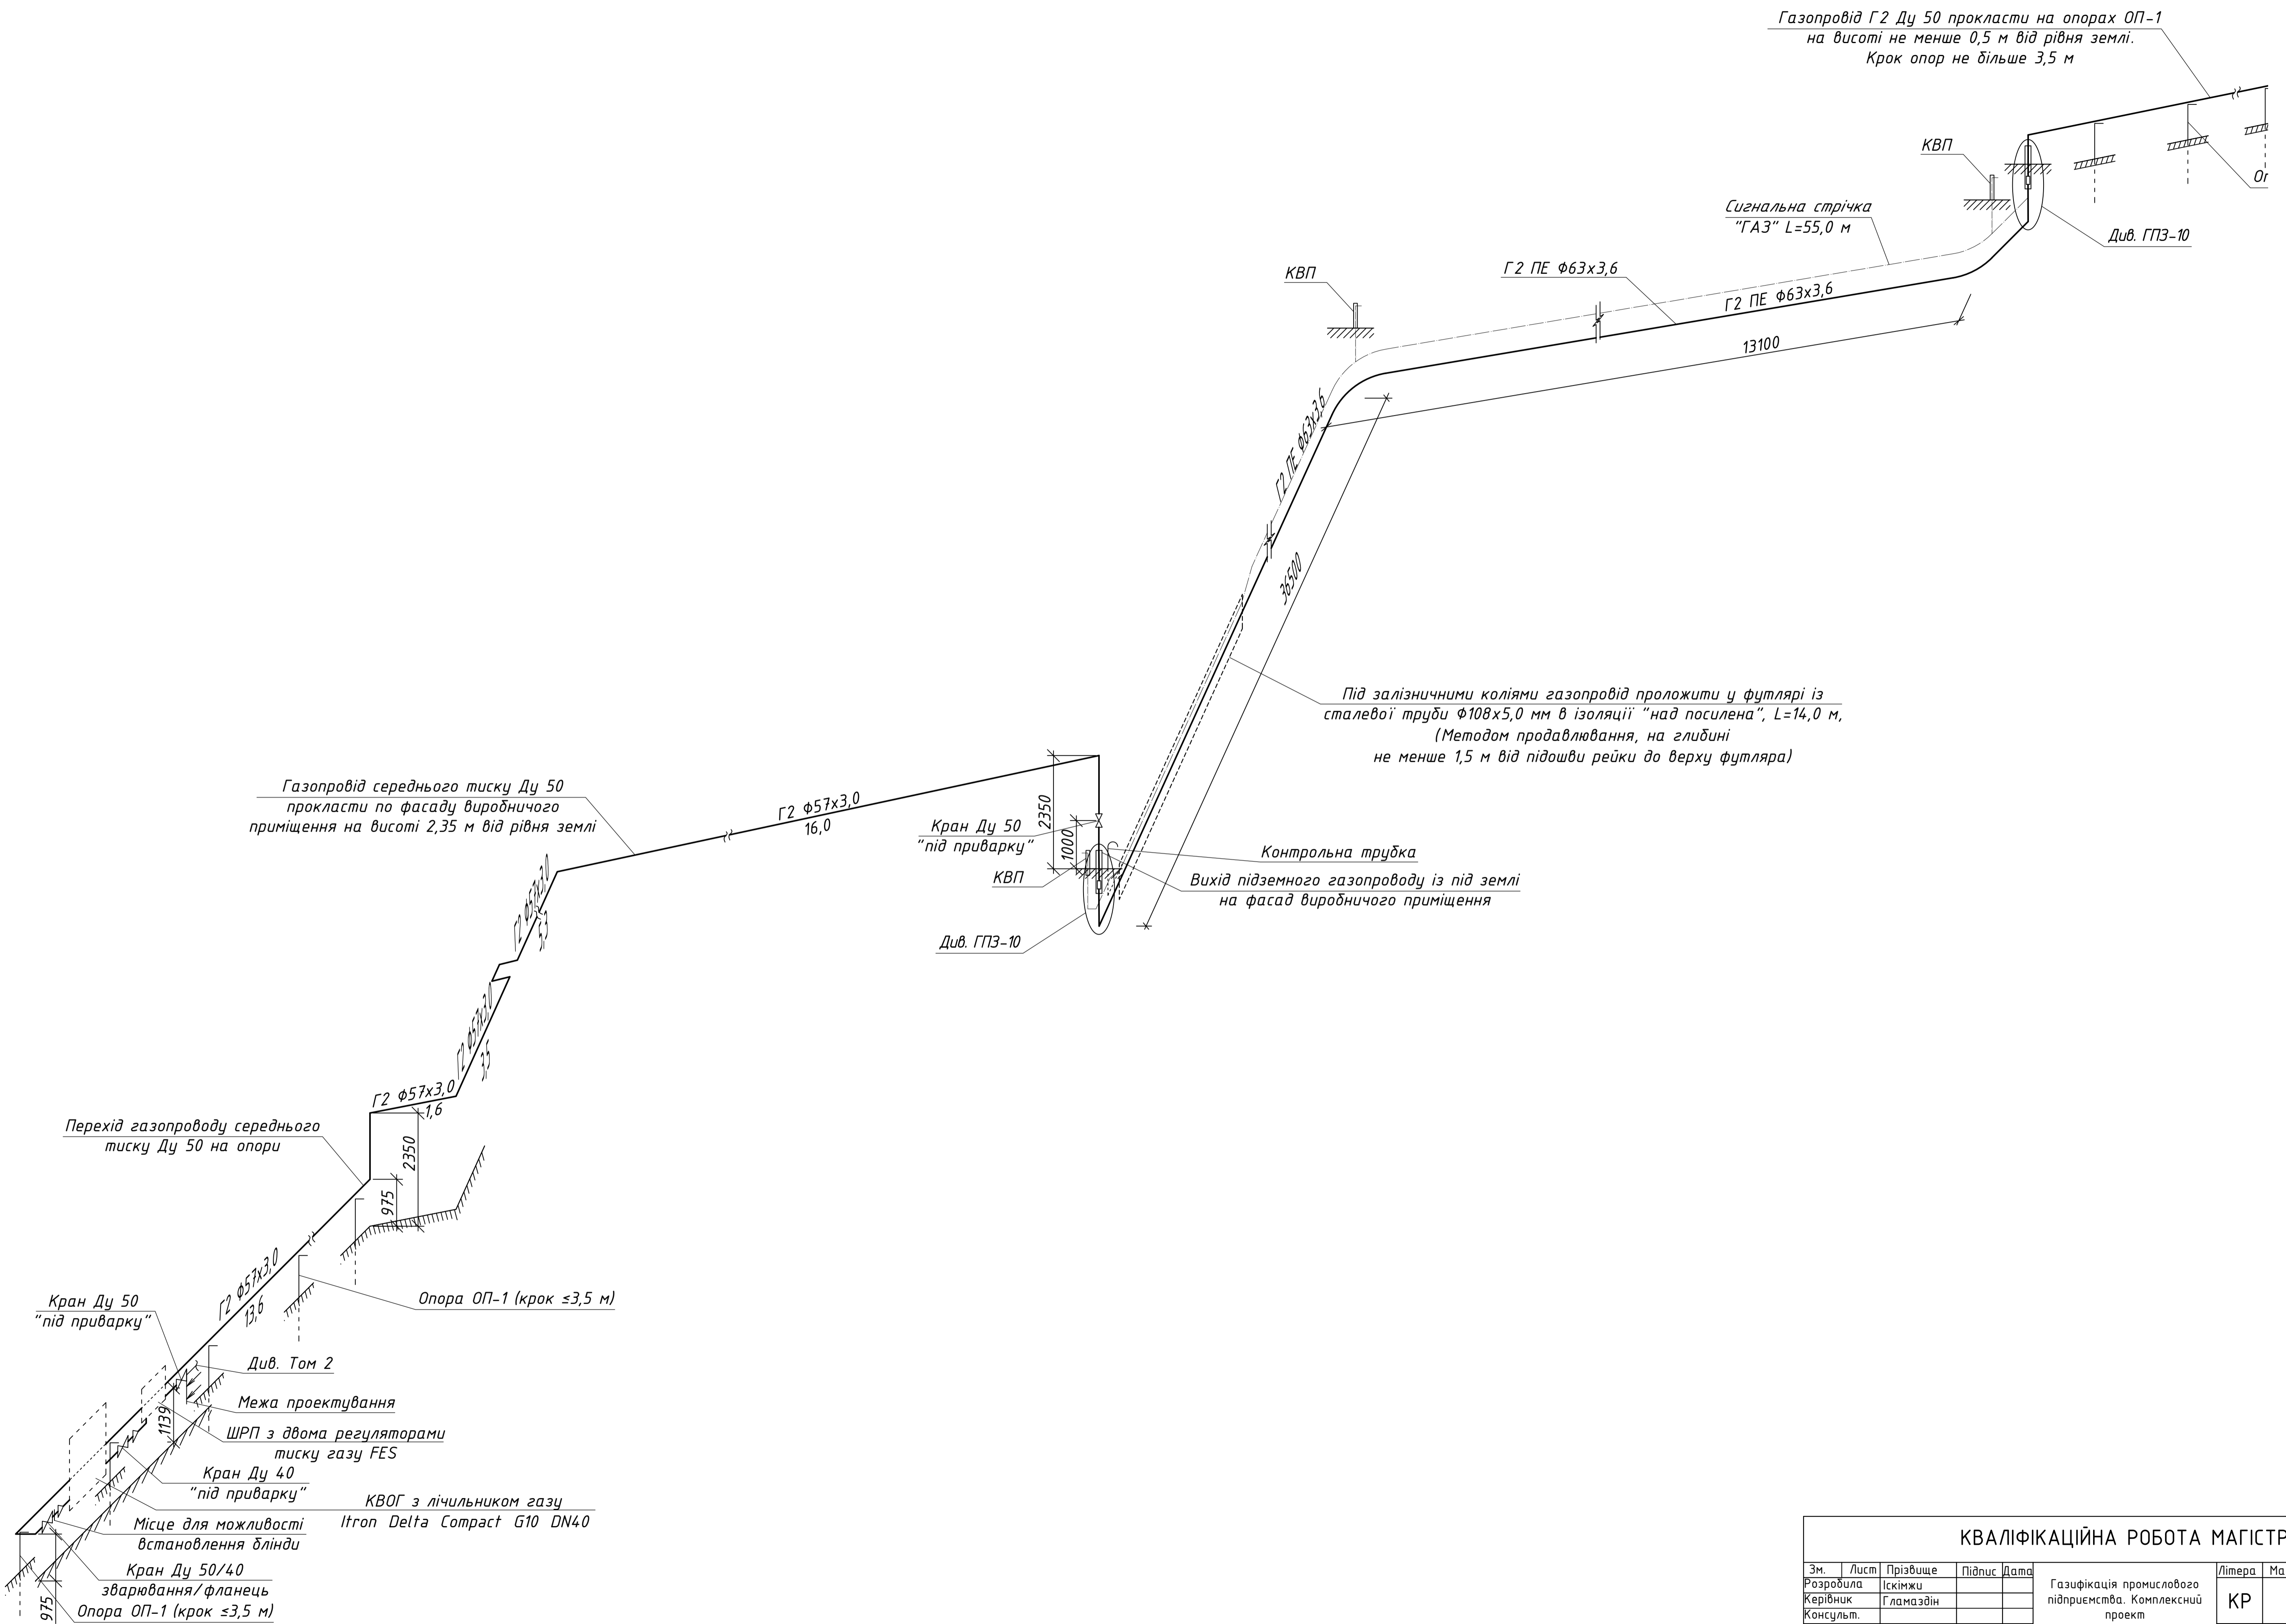 Газопровід Г2 Ду 50 прокласти на опорах ОП-1
на висоті не менше 0,5 м від рівня землі.
Крок опор не більше 3,5 м
КВП
Оп
Див. ГПЗ-10
Сигнальна стрічка
"ГАЗ" L=55,0 м
Г2 ПЕ Ф63х3,6
КВП
Г2 ПЕ Ф63х3,6
13100
Г2 ПЕ Ф63х3,6
36500
Під залізничними коліями газопровід проложити у футлярі із
сталевої труби Ф108х5,0 мм в ізоляції "над посилена", L=14,0 м,
(Методом продавлювання, на глибині
не менше 1,5 м від підошви рейки до верху футляра)
Газопровід середнього тиску Ду 50
прокласти по фасаду виробничого
приміщення на висоті 2,35 м від рівня землі
Г2 Ф57х3,0
16,0
2350
1000
Кран Ду 50
"під приварку"
КВП
Контрольна трубка
Вихід підземного газопроводу із під землі
на фасад виробничого приміщення
Див. ГПЗ-10
Г2 Ф57х3,0
5,3
Г2 Ф57х3,0
3,5
Г2 Ф57х3,0
1,6
Перехід газопроводу середнього
тиску Ду 50 на опори
2350
975
Г2 Ф57х3,0
13,6
Опора ОП-1 (крок ≤3,5 м)
Кран Ду 50
"під приварку"
Див. Том 2
Межа проектування
1139
ШРП з двома регуляторами
тиску газу FES
Кран Ду 40
"під приварку"
КВОГ з лічильником газу
Itron Delta Compact G10 DN40
Місце для можливості
встановлення блінди
Кран Ду 50/40
зварювання/фланець
Опора ОП-1 (крок ≤3,5 м)
975
КВАЛІФІКАЦІЙНА РОБОТА МАГІСТР
Зм. Лист Прізвище Підпис Дата
Розробила Іскімжи
Керівник Гламаздін
Консульт.
Газифікація промислового
підприємства. Комплексний
проект
Літера Ма
КР